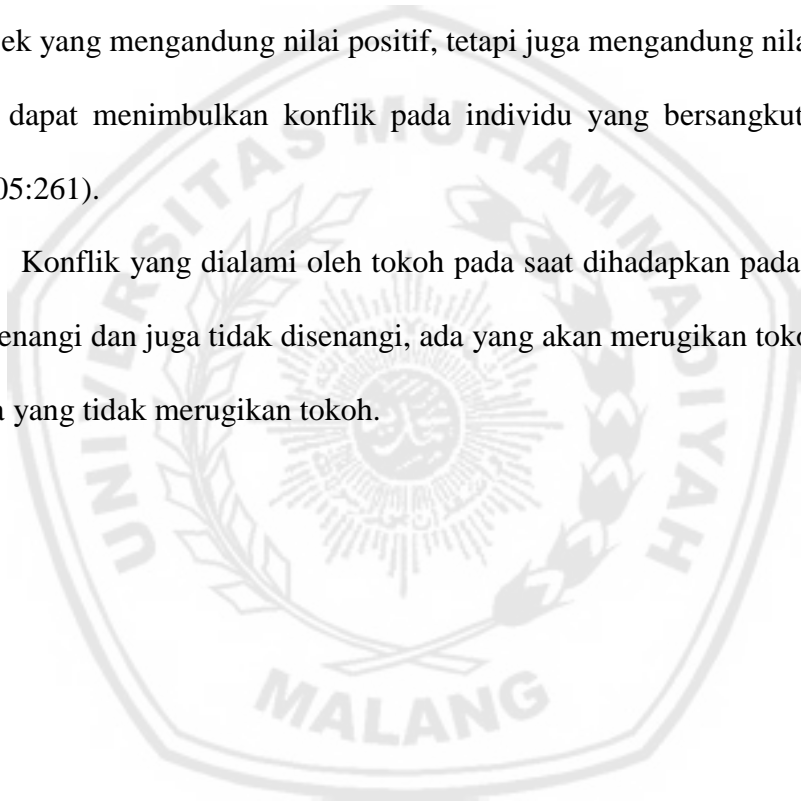 ek yang mengandung nilai positif, tetapi juga mengandung nila
dapat menimbulkan konflik pada individu yang bersangkut
05:261).
Konflik yang dialami oleh tokoh pada saat dihadapkan pada
enangi dan juga tidak disenangi, ada yang akan merugikan toko
a yang tidak merugikan tokoh.
UNIVERSITAS MUHAMMADIYAH
MALANG